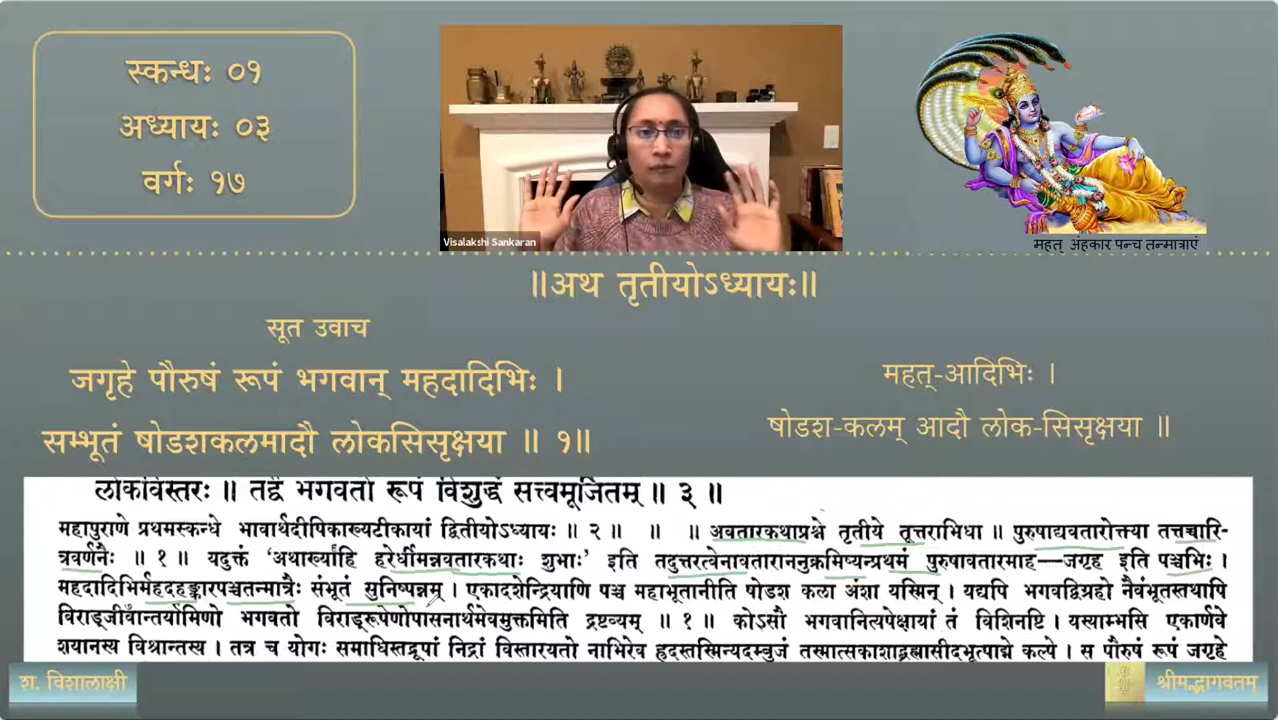 स्कन्धः ०१
अध्यायः ०३
वर्गः १७
Visalakshi Sankaran
महत् अंहकार पन्च तन्मात्राएं
॥अथ तृतीयोऽध्यायः॥
सूत उवाच
जगृहे पौरुषं रूपं भगवान् महदादिभिः ।
सम्भूतं षोडशकलमादौ लोकसिसृक्षया ॥ १॥
महत्-आदिभिः ।
षोडश-कलम् आदौ लोक-सिसृक्षया ॥
लोकविस्तरः ॥ तद्वै भगवतो रूपं विशुद्धं सत्त्वमूर्जितम् ॥ ३ ॥
महापुराणे प्रथमस्कन्धे भावार्थदीपिकाख्यटीकायां द्वितीयोऽध्यायः ॥ २ ॥ ॥ ॥ अवतारकथाप्रश्ने तृतीये तूत्तराभिधा ॥ पुरुषाद्यवतारोक्त्या तत्तच्चारि-
त्रवर्णनैः ॥ १ ॥ यदुक्तं 'अथाख्याहि हरेर्धीमन्नवतारकथाः शुभाः' इति तदुत्तरत्वेनावताराननुक्रमिष्यन्प्रथमं पुरुषावतारमाह—जगृह इति पञ्चभिः ।
महदादिभिर्महदहङ्कारपञ्चतन्मात्रैः संभूतं सुनिष्पन्नम् । एकादशेन्द्रियाणि पञ्च महाभूतानीति षोडश कला अंशा यस्मिन् । यद्यपि भगवद्विग्रहो नैवंभूतस्तथापि
विराड्जीवान्तर्यामिणो भगवतो विराड्रूपेणोपासनार्थमेवमुक्तमिति द्रष्टव्यम् ॥ १ ॥ कोऽसौ भगवानित्यपेक्षायां तं विशिनष्टि । यस्याम्भसि एकार्णवे
शयानस्य विश्रान्तस्य । तत्र च योगः समाधिस्तद्रूपां निद्रां विस्तारयतो नाभिरेव ह्रदस्तस्मिन्यदम्बुजं तस्मात्सकाशाद्ब्रह्मासीदभूत्पाद्मे कल्पे । स पौरुषं रूपं जगृहे
श. विशालाक्षी
श्रीमद्भागवतम्